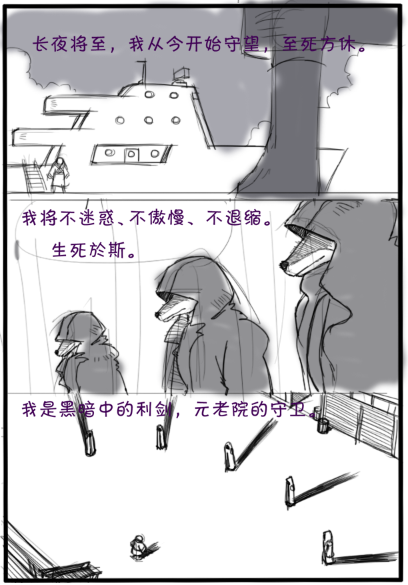 长夜将至，我从今开始守望，至死方休。
我将不迷惑、不傲慢、不退缩。
生死於斯。
我是黑暗中的利剑，元老院的守卫。